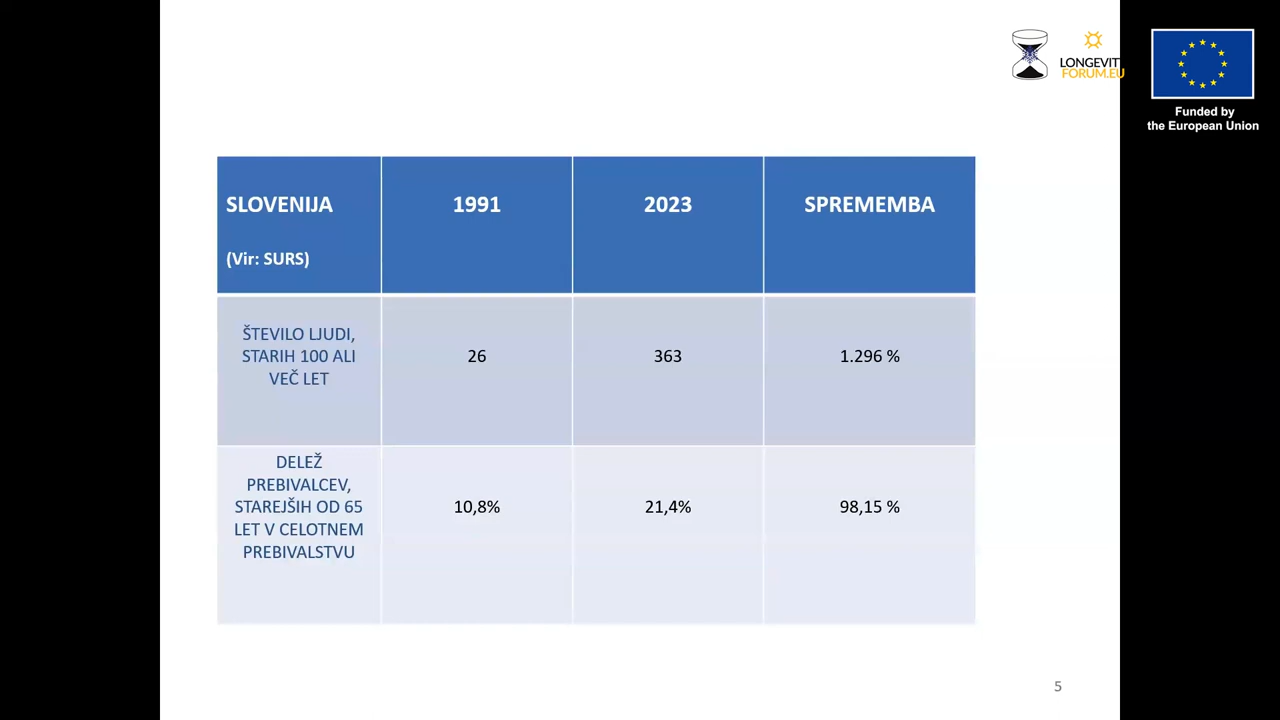 LONGEVIT
FORUM.EU
Funded by
the European Union
SLOVENIJA
(Vir: SURS)
1991
2023
SPREMEMBA
ŠTEVILO LJUDI,
STARIH 100 ALI
VEČ LET
26
363
1.296 %
DELEŽ
PREBIVALCEV,
STAREJŠIH OD 65
LET V CELOTNEM
PREBIVALSTVU
10,8%
21,4%
98,15 %
5